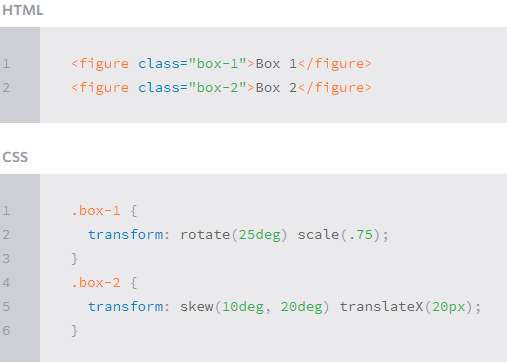 HTML
1 <figure class="box-1">Box 1</figure>
2 <figure class="box-2">Box 2</figure>
CSS
1 .box-1 {
2   transform: rotate(25deg) scale(.75);
3 }
4 .box-2 {
5   transform: skew(10deg, 20deg) translateX(20px);
6 }